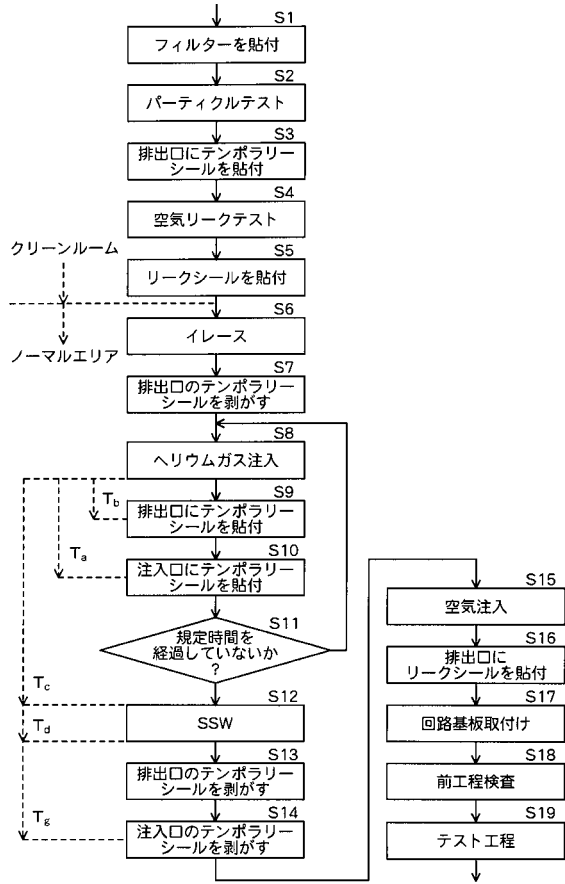 S1
フィルターを貼付
S2
パーティクルテスト
S3
排出口にテンポラリー
シールを貼付
S4
空気リークテスト
クリーンルーム
S5
リークシールを貼付
S6
イレース
ノーマルエリア
S7
排出口のテンポラリー
シールを剥がす
S8
ヘリウムガス注入
Tb
S9
排出口にテンポラリー
シールを貼付
Ta
S10
注入口にテンポラリー
シールを貼付
S11
規定時間を
経過していないか
?
Tc
S12
SSW
Td
S13
排出口のテンポラリー
シールを剥がす
Tg
S14
注入口のテンポラリー
シールを剥がす
S15
空気注入
S16
排出口に
リークシールを貼付
S17
回路基板取付け
S18
前工程検査
S19
テスト工程